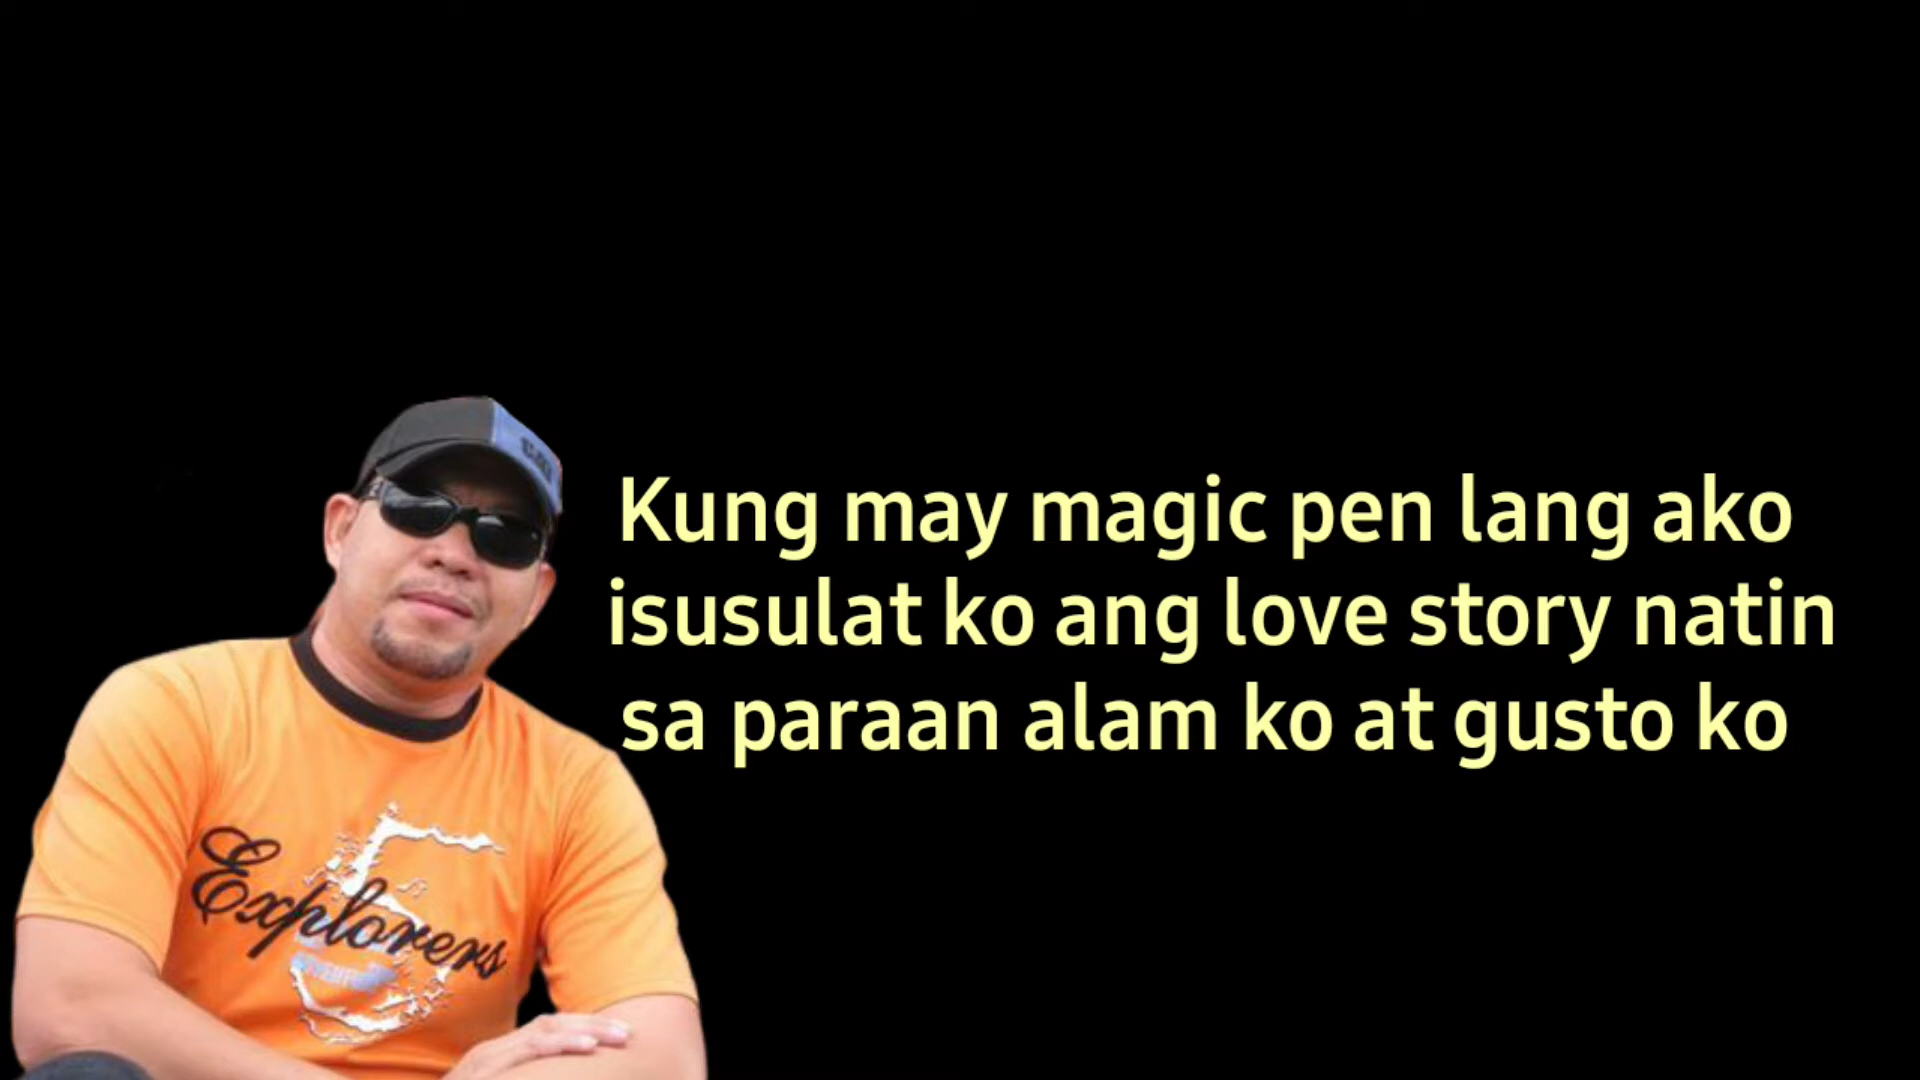 Kung may magic pen lang ako
isusulat ko ang love story natin
sa paraan alam ko at gusto ko
Explorers